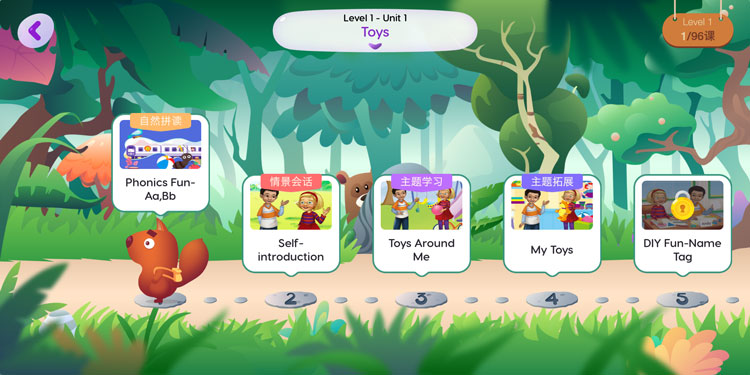 Level 1 - Unit 1
Toys
Level 1
1/96课
自然拼读
Phonics Fun-
Aa,Bb
情景会话
Self-
introduction
2
主题学习
Toys Around
Me
3
主题拓展
My Toys
4
DIY Fun-Name
Tag
5